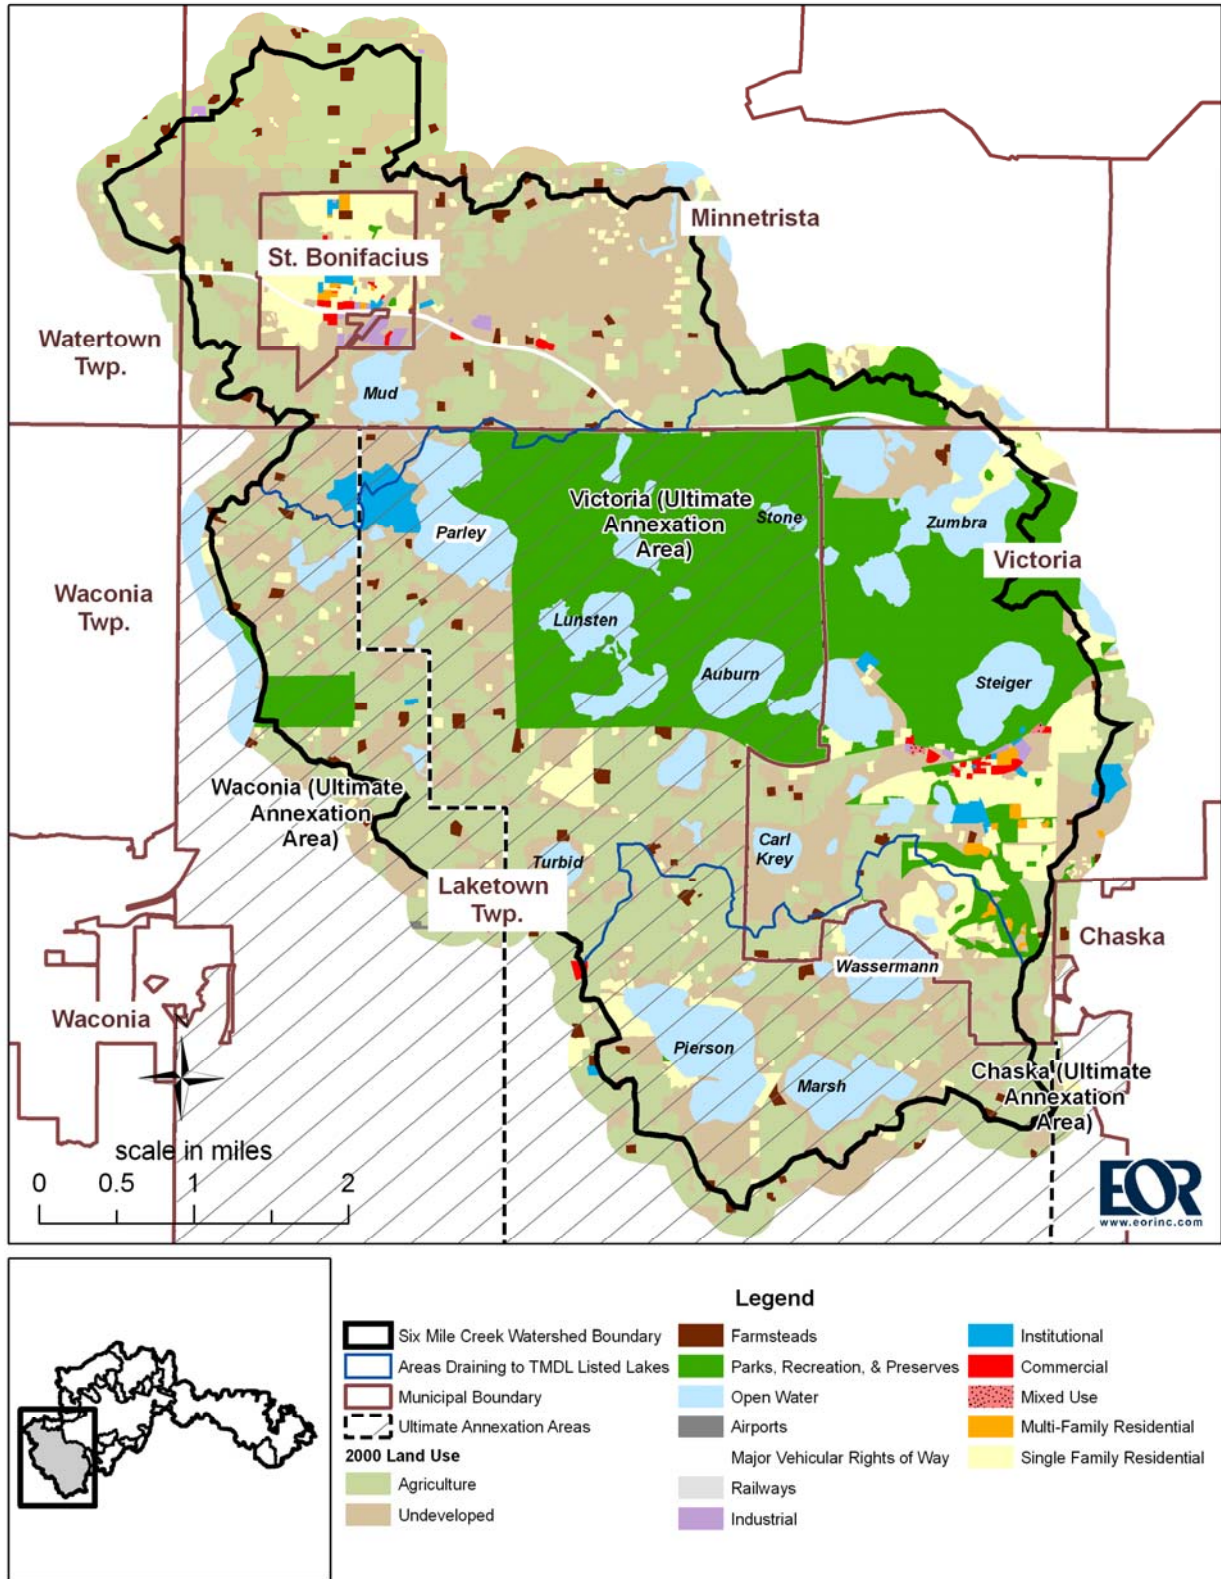 Minnetrista
St. Bonifacius
Watertown
Twp.
Mud
Victoria (Ultimate
Annexation
Area)
Stone
Parley
Zumbra
Victoria
Waconia
Twp.
Lunsten
Auburn
Steiger
Waconia (Ultimate
Annexation
Area)
Carl
Krey
Turbid
Laketown
Twp.
Chaska
Wassermann
Waconia
Pierson
Marsh
Chaska (Ultimate
Annexation
Area)
scale in miles
0 0.5 1 2
EOR
www.eorinc.com
Legend
Six Mile Creek Watershed Boundary
Areas Draining to TMDL Listed Lakes
Municipal Boundary
Ultimate Annexation Areas
2000 Land Use
Agriculture
Undeveloped
Farmsteads
Parks, Recreation, & Preserves
Open Water
Airports
Major Vehicular Rights of Way
Railways
Industrial
Institutional
Commercial
Mixed Use
Multi-Family Residential
Single Family Residential